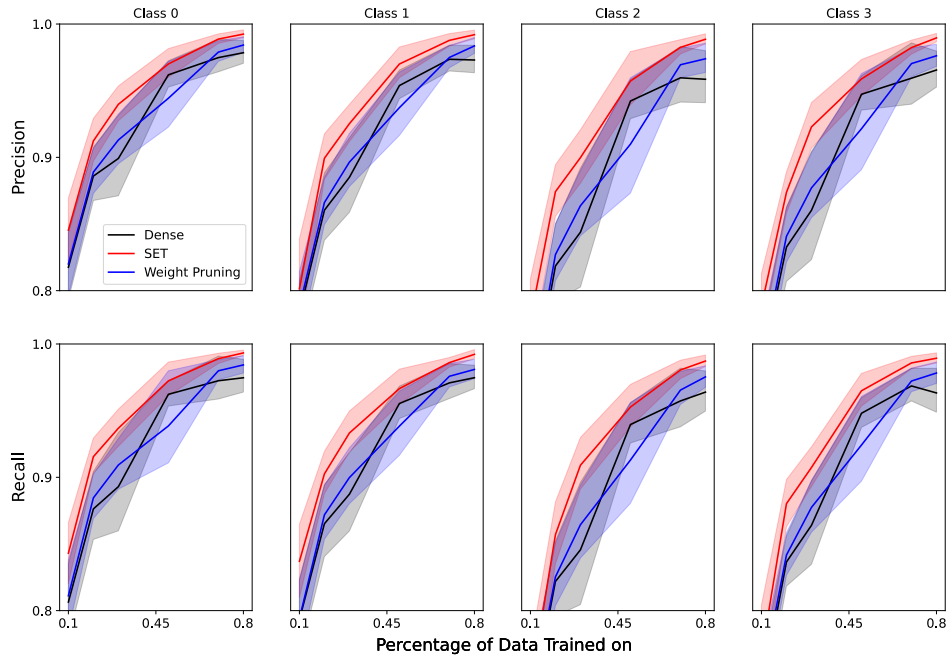 Class 0 Class 1 Class 2 Class 3
1.0
0.9
0.8
Precision
Dense
SET
Weight Pruning
1.0
0.9
0.8
Recall
0.1 0.45 0.8 0.1 0.45 0.8 0.1 0.45 0.8 0.1 0.45 0.8
Percentage of Data Trained on